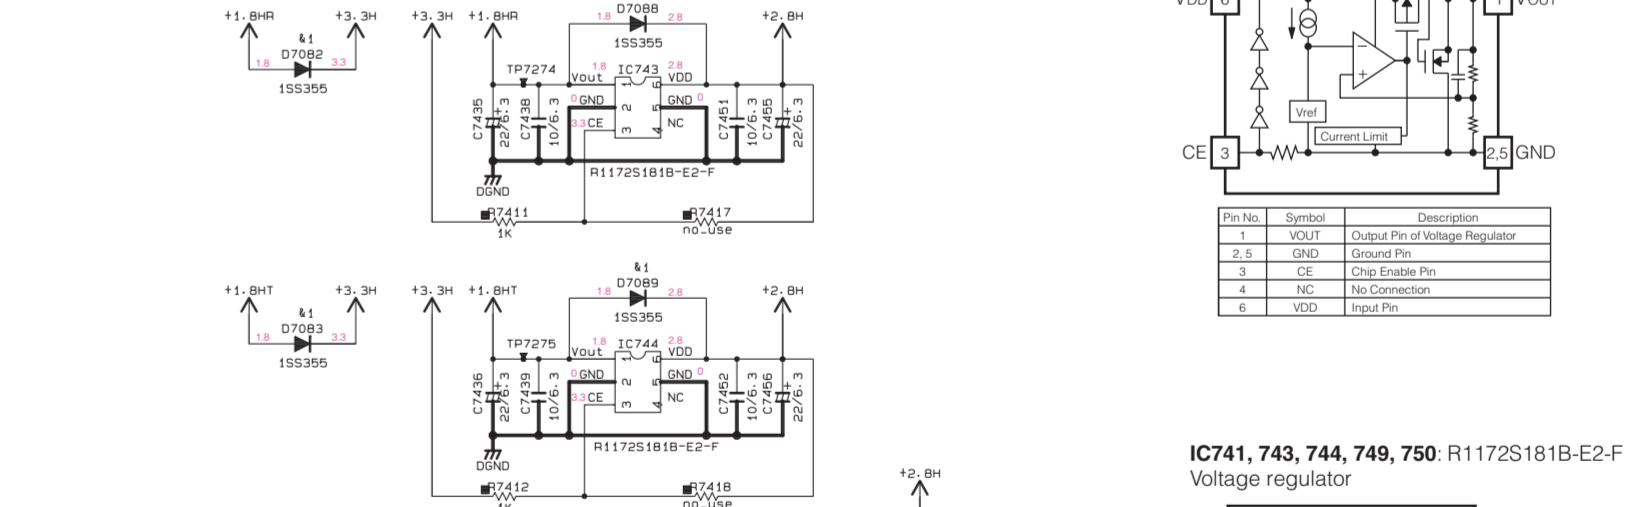 +1.8HR
+3.3H
&1
D7082
1.8
3.3
1SS355
+3.3H
+1.8HR
D7088
1.8
2.8
1SS355
+2.8H
TP7274
1.8
IC743
2.8
Vout
1
6
VDD
0
GND
2
5
GND
0
3.3
CE
3
4
NC
C7435
22/6.3
+
C7438
10/6.3
C7451
10/6.3
C7455
22/6.3
+
R1172S181B-E2-F
DGND
R7411
1K
R7417
no_use
+1.8HT
+3.3H
&1
D7083
1.8
3.3
1SS355
+3.3H
+1.8HT
&1
D7089
1.8
2.8
1SS355
+2.8H
TP7275
1.8
IC744
2.8
Vout
1
6
VDD
0
GND
2
5
GND
0
3.3
CE
3
4
NC
C7436
22/6.3
+
C7439
10/6.3
C7452
10/6.3
C7456
22/6.3
+
R1172S181B-E2-F
DGND
R7412
1K
R7418
no_use
+2.8H
VDD
6
1
VOUT
−
+
Vref
Current Limit
CE
3
2,5
GND
Pin No. Symbol Description
1 VOUT Output Pin of Voltage Regulator
2, 5 GND Ground Pin
3 CE Chip Enable Pin
4 NC No Connection
6 VDD Input Pin
IC741, 743, 744, 749, 750: R1172S181B-E2-F
Voltage regulator